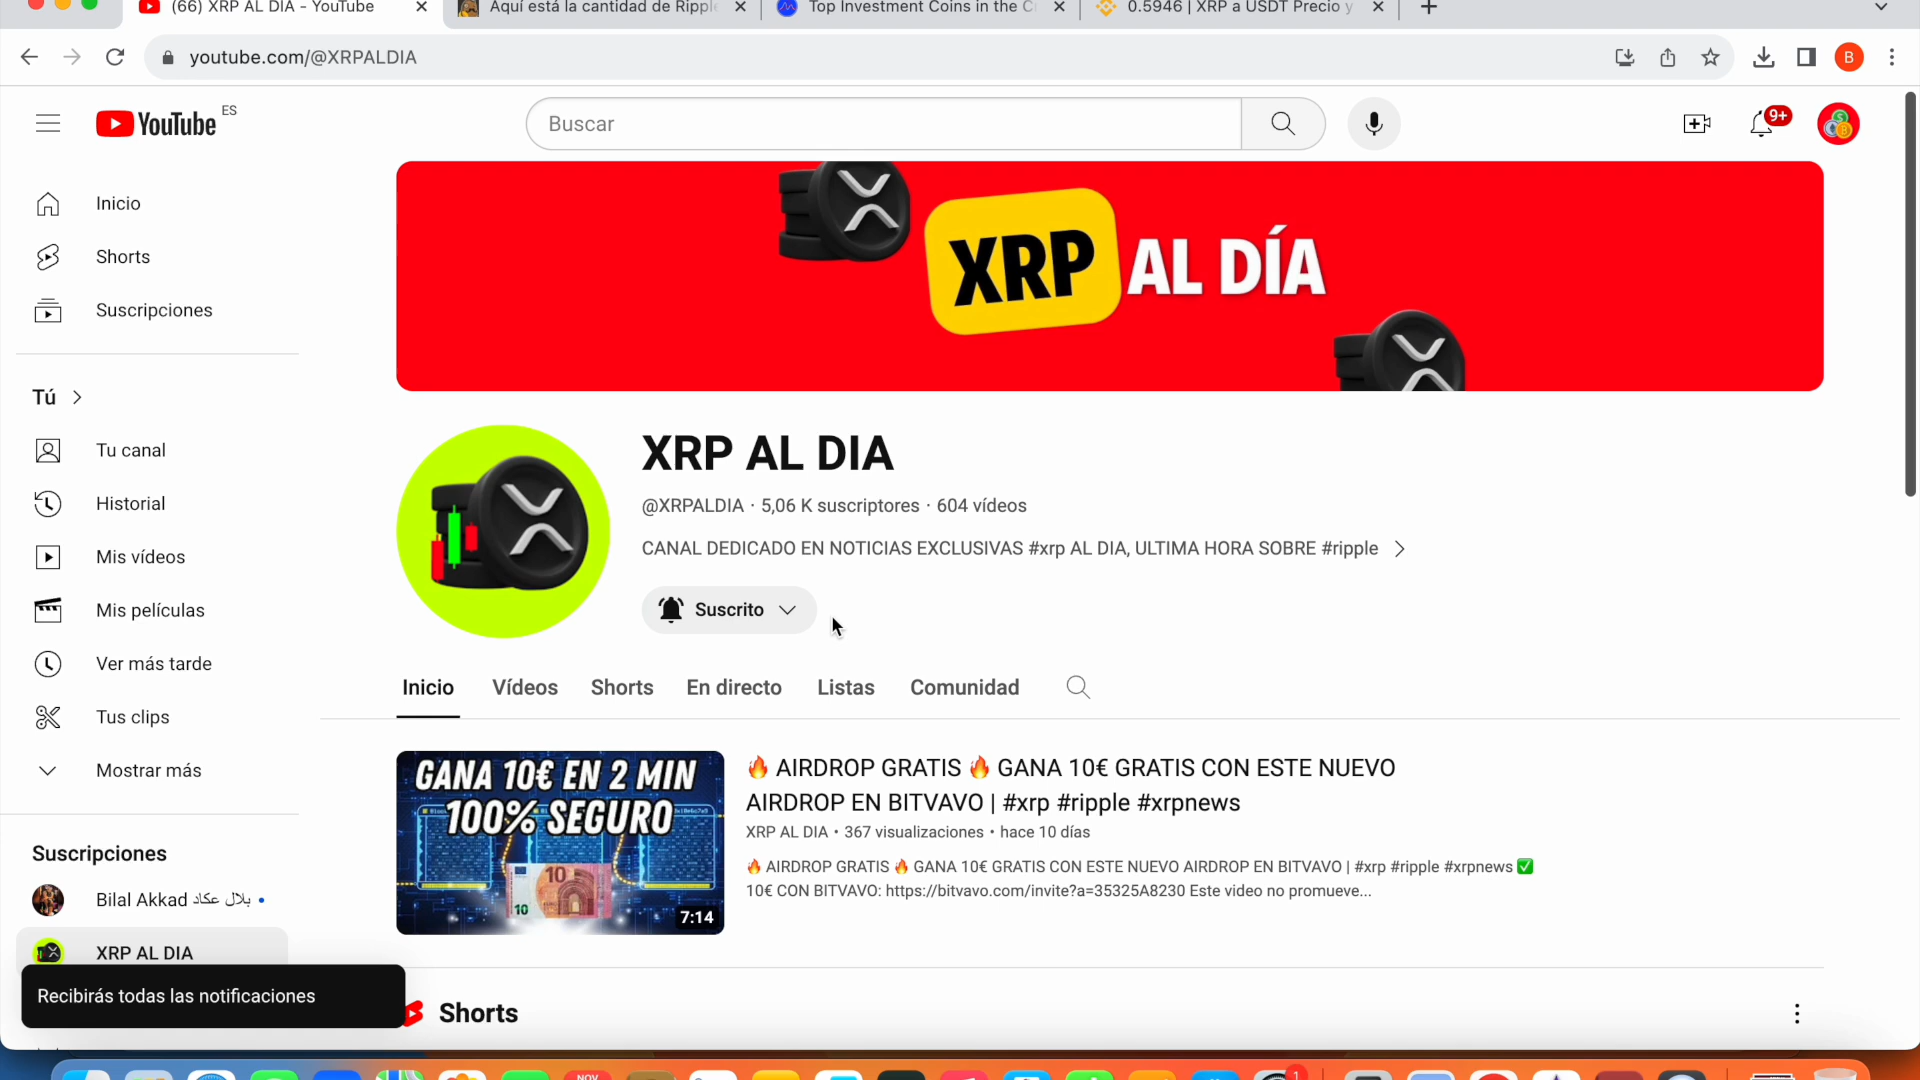 (66) XRP AL DIA - YouTube
Aquí está la cantidad de Ripple
Top Investment Coins in the C
0.5946 | XRP a USDT Precio y
youtube.com/@XRPALDIA
B
YouTube ES
Buscar
9+
Inicio
Shorts
Suscripciones
Tú
Tu canal
Historial
Mis vídeos
Mis películas
Ver más tarde
Tus clips
Mostrar más
Suscripciones
Bilal Akkad بلال عكاد
XRP AL DIA
Recibirás todas las notificaciones
XRP AL DÍA
XRP AL DIA
@XRPALDIA · 5,06 K suscriptores · 604 vídeos
CANAL DEDICADO EN NOTICIAS EXCLUSIVAS #xrp AL DIA, ULTIMA HORA SOBRE #ripple
Suscrito
Inicio Vídeos Shorts En directo Listas Comunidad
GANA 10€ EN 2 MIN
100% SEGURO
10
10
7:14
🔥 AIRDROP GRATIS 🔥 GANA 10€ GRATIS CON ESTE NUEVO
AIRDROP EN BITVAVO | #xrp #ripple #xrpnews
XRP AL DIA • 367 visualizaciones • hace 10 días
🔥 AIRDROP GRATIS 🔥 GANA 10€ GRATIS CON ESTE NUEVO AIRDROP EN BITVAVO | #xrp #ripple #xrpnews ✅
10€ CON BITVAVO: https://bitvavo.com/invite?a=35325A8230 Este video no promueve...
Shorts
NOV
1